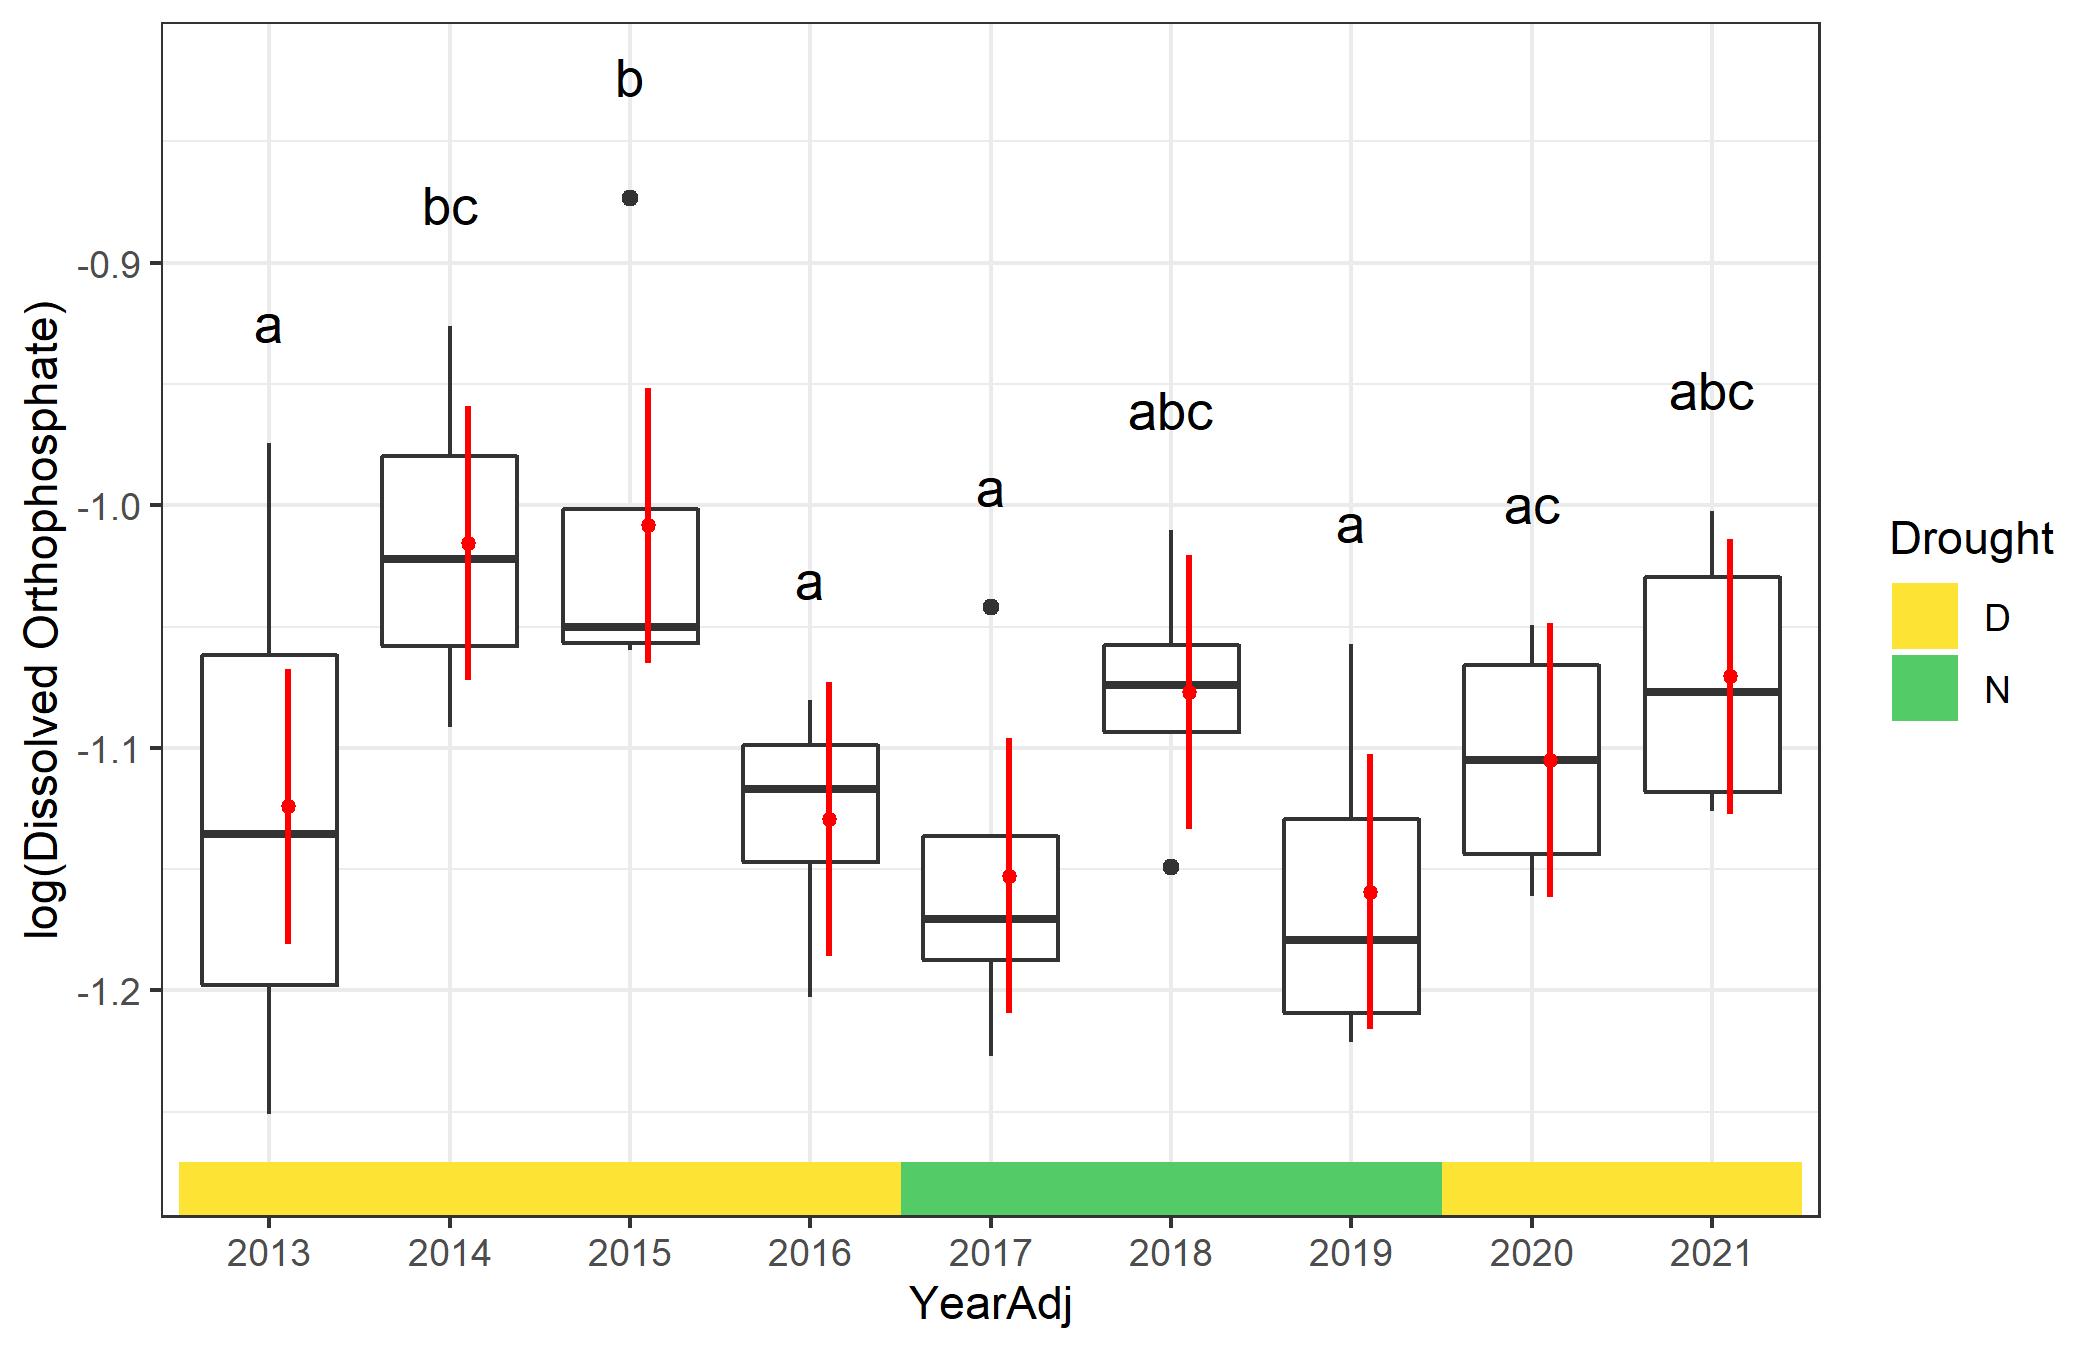 b
bc
a
abc
abc
a
a
ac
a
-0.9
-1.0
-1.1
-1.2
log(Dissolved Orthophosphate)
2013 2014 2015 2016 2017 2018 2019 2020 2021
YearAdj
Drought
D
N